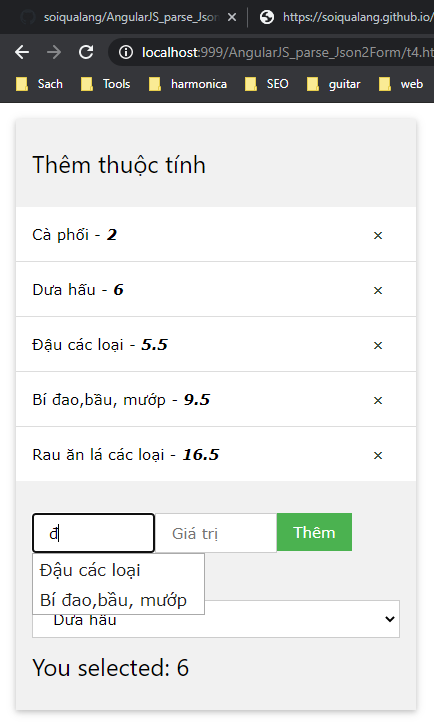 soiqualang/AngularJS_parse_Json
https://soiqualang.github.io/
localhost:999/AngularJS_parse_Json2Form/t4.ht
Sach Tools harmonica SEO guitar web
Thêm thuộc tính
Cà phổi - 2 ×
Dưa hấu - 6 ×
Đậu các loại - 5.5 ×
Bí đao,bầu, mướp - 9.5 ×
Rau ăn lá các loại - 16.5 ×
đ Giá trị Thêm
Đậu các loại
Bí đao,bầu, mướp
Dưa hấu
You selected: 6